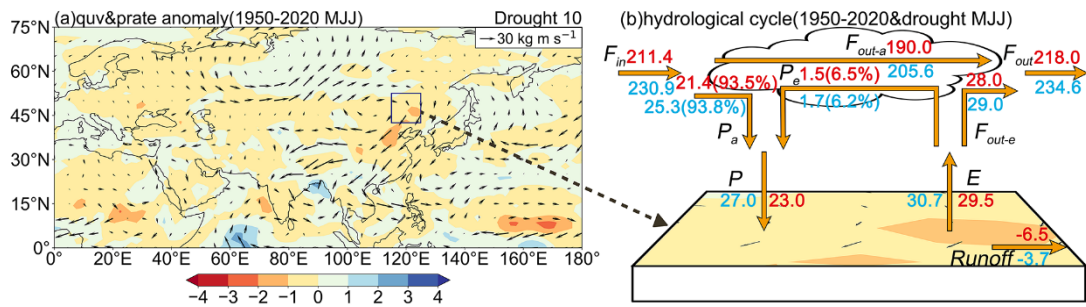 (a)quv&prate anomaly(1950-2020 MJJ) Drought 10
30 kg m s⁻¹
75°N
60°N
45°N
30°N
15°N
0°
0° 20°E 40°E 60°E 80°E 100°E 120°E 140°E 160°E 180°
−4 −3 −2 −1 0 1 2 3 4
(b)hydrological cycle(1950-2020&drought MJJ)
Fin 211.4
230.9
Fout-a 190.0
205.6
Fout 218.0
234.6
21.4(93.5%)
25.3(93.8%)
Pa
Pe 1.5(6.5%)
1.7(6.2%)
28.0
29.0
Fout-e
P
27.0 23.0
E
30.7 29.5
-6.5
Runoff -3.7